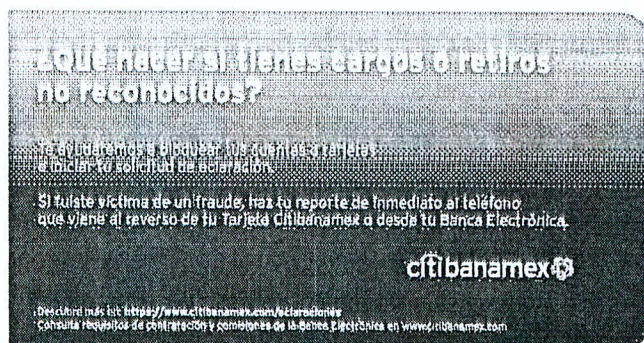 ¿Qué hacer si tienes cargos o retiros
no reconocidos?
Te ayudaremos a bloquear tus cuentas o tarjetas
e iniciar tu solicitud de aclaración.
Si fuiste víctima de un fraude, haz tu reporte de inmediato al teléfono
que viene al reverso de tu Tarjeta Citibanamex o desde tu Banca Electrónica.
citibanamex
Descubre más en: https://www.citibanamex.com/aclaraciones
Consulta requisitos de contratación y comisiones de la Banca Electrónica en www.citibanamex.com